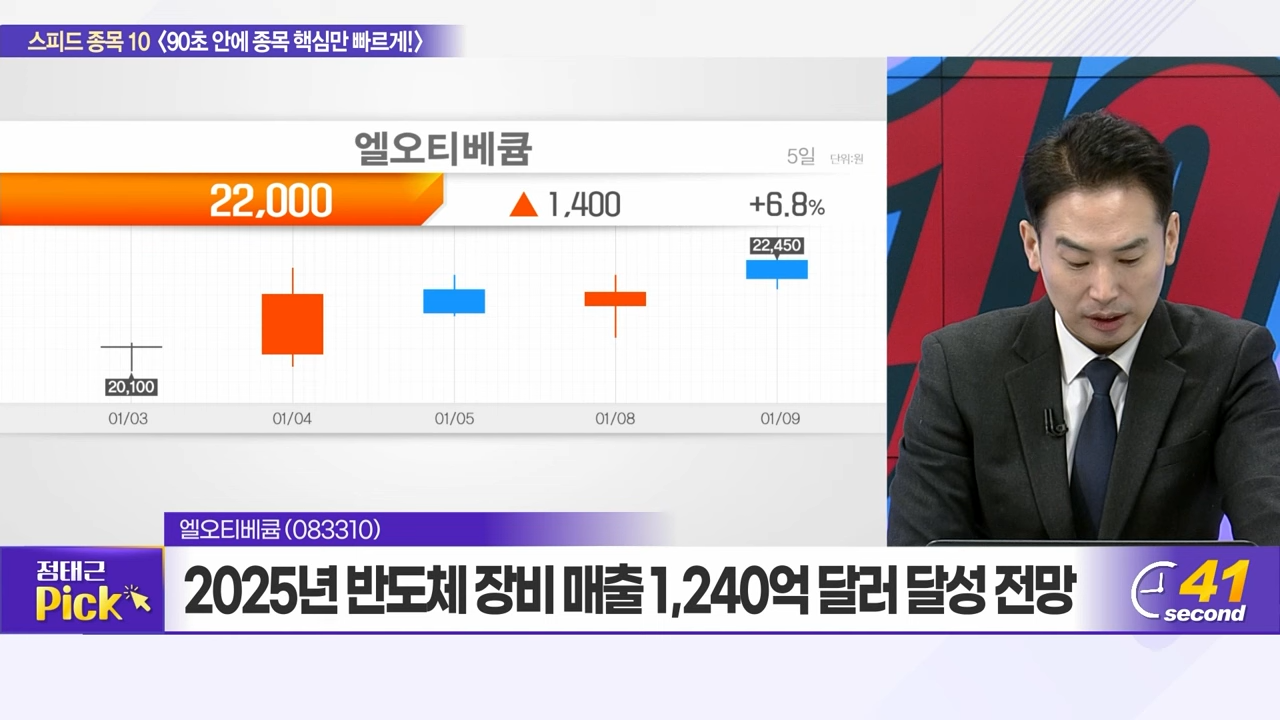 스피드 종목 10 <90초 안에 종목 핵심만 빠르게!>
엘오티베큠
5일 단위:원
22,000 ▲ 1,400 +6.8%
22,450
20,100
01/03 01/04 01/05 01/08 01/09
엘오티베큠(083310)
정태근
Pick
2025년 반도체 장비 매출 1,240억 달러 달성 전망
41
second
10